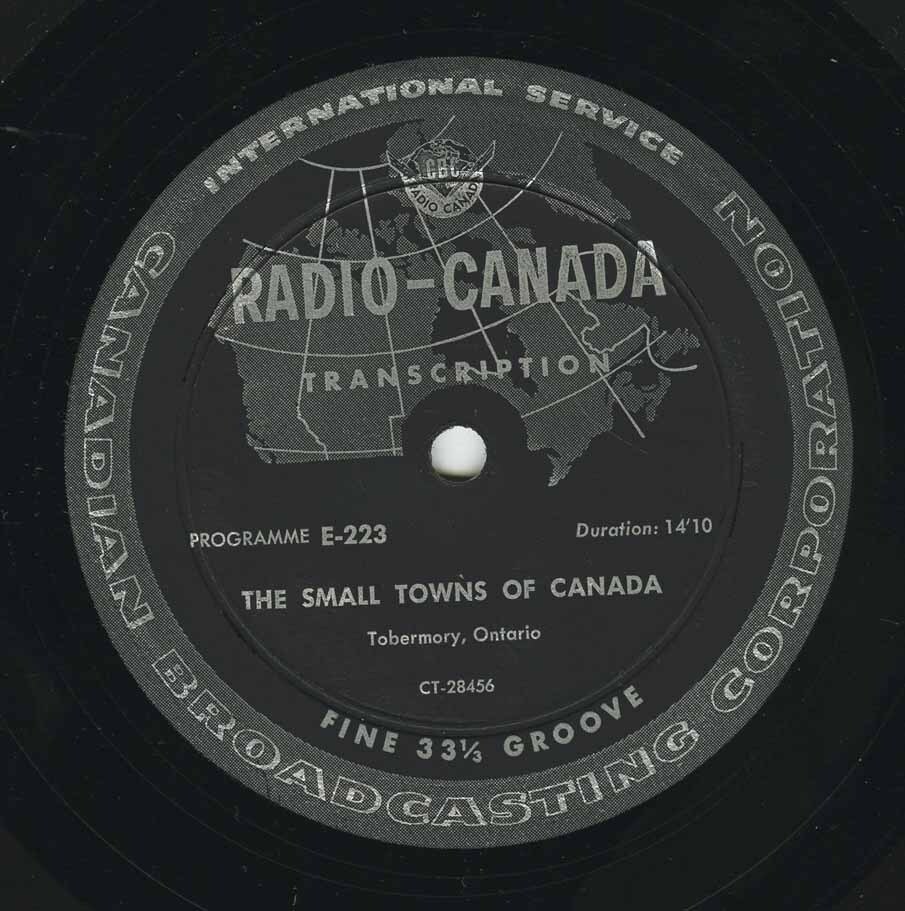 INTERNATIONAL SERVICE
CBC
RADIO CANADA
RADIO-CANADA
TRANSCRIPTION
PROGRAMME E-223
Duration: 14'10
THE SMALL TOWNS OF CANADA
Tobermory, Ontario
CT-28456
FINE 33⅓ GROOVE
CANADIAN BROADCASTING CORPORATION